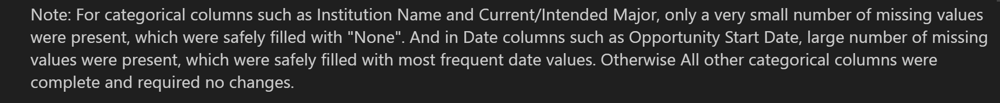 Note: For categorical columns such as Institution Name and Current/Intended Major, only a very small number of missing values
were present, which were safely filled with "None". And in Date columns such as Opportunity Start Date, large number of missing
values were present, which were safely filled with most frequent date values. Otherwise All other categorical columns were
complete and required no changes.